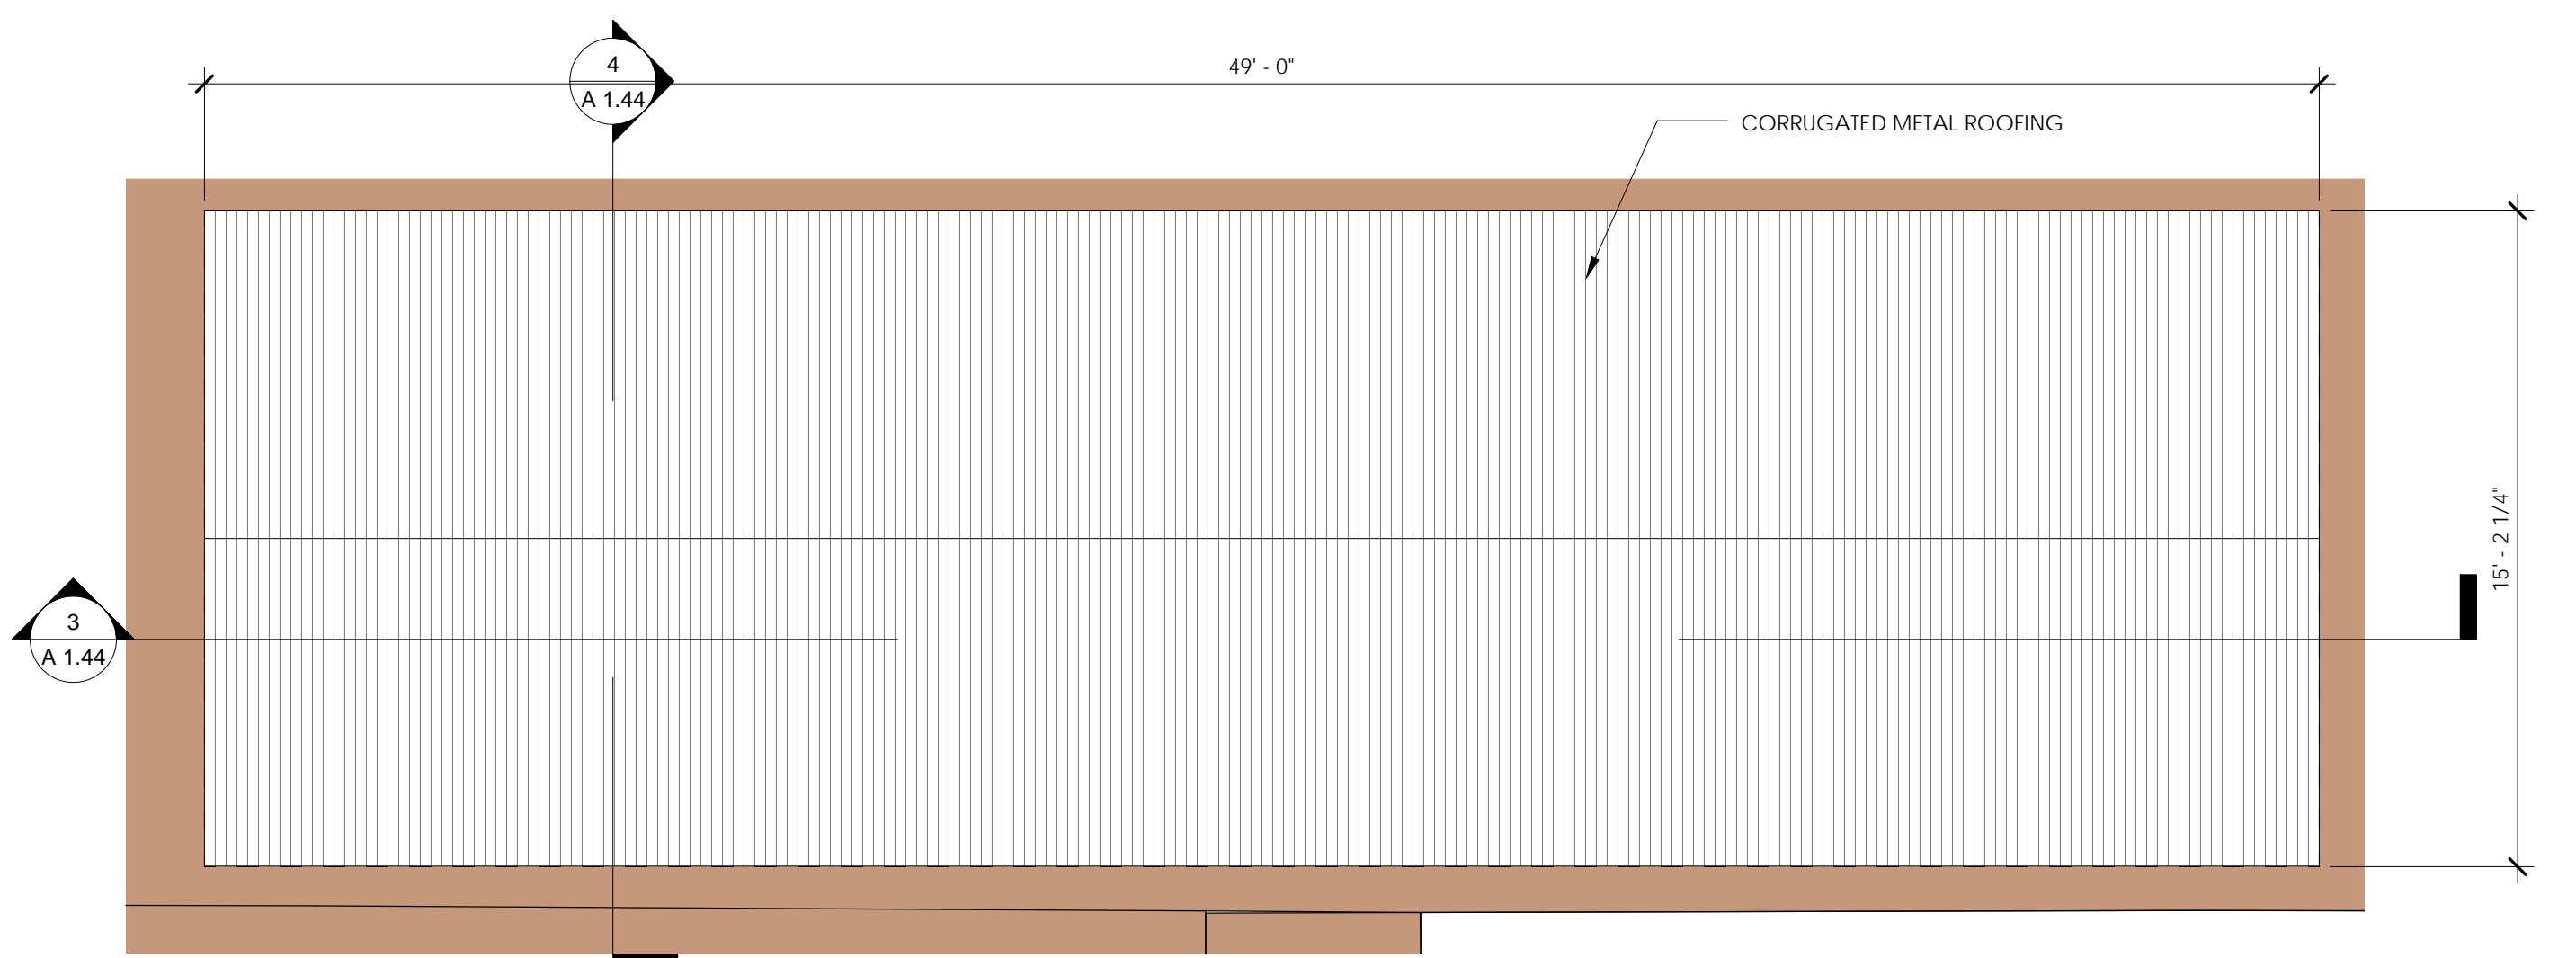 4
A 1.44
49' - 0"
CORRUGATED METAL ROOFING
15' - 2 1/4"
3
A 1.44